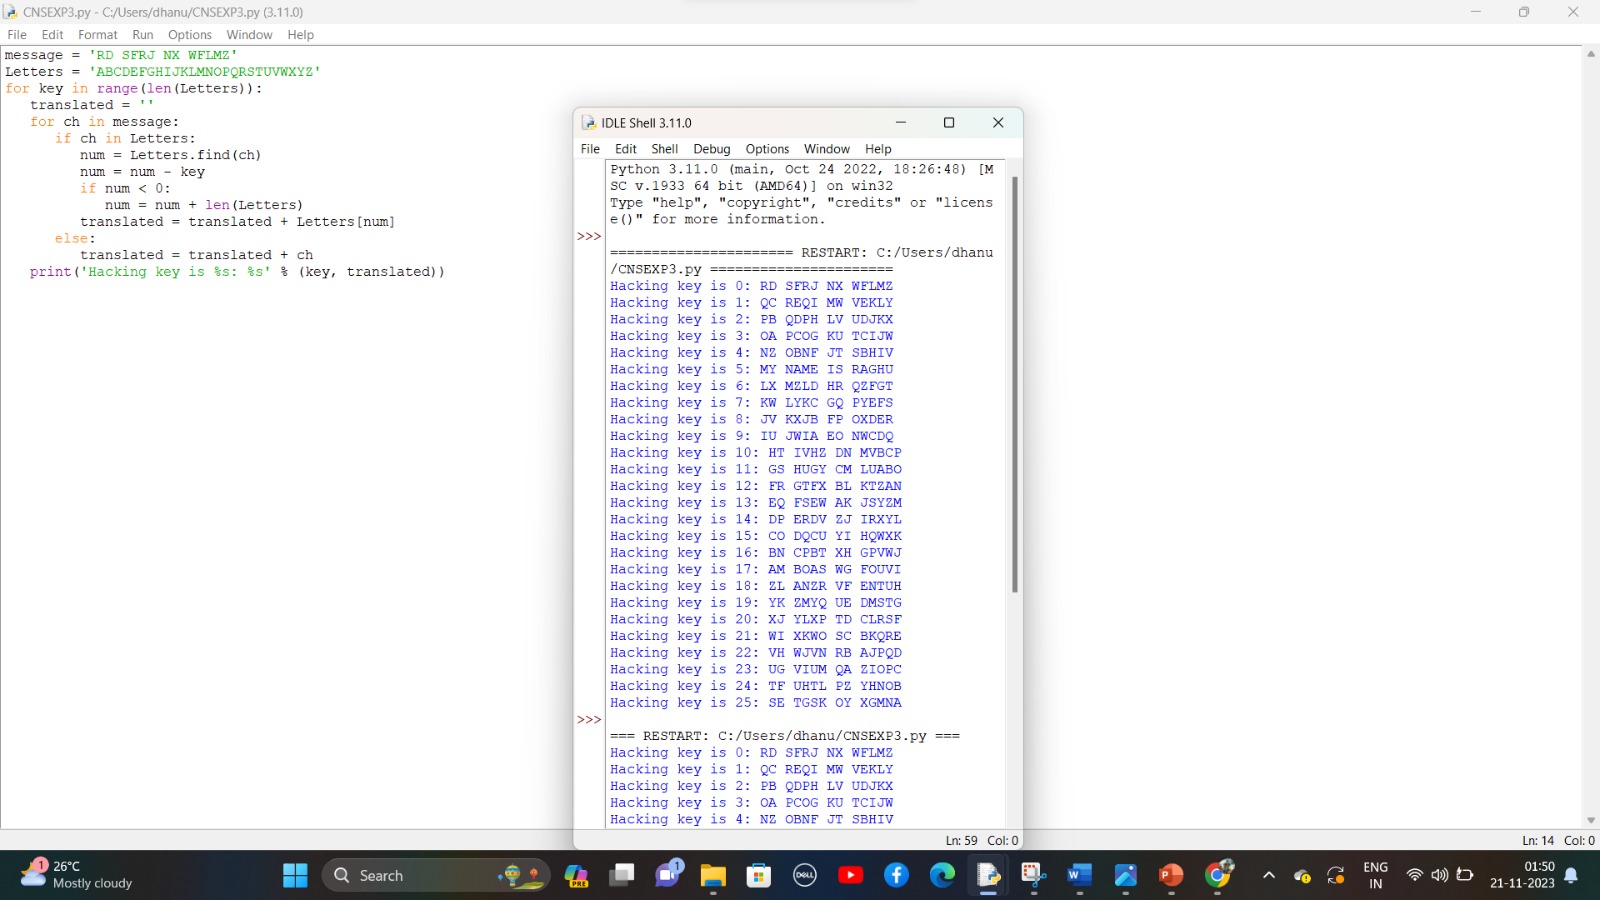 CNSEXP3.py - C:/Users/dhanu/CNSEXP3.py (3.11.0)
File Edit Format Run Options Window Help
message = 'RD SFRJ NX WFLMZ'
Letters = 'ABCDEFGHIJKLMNOPQRSTUVWXYZ'
for key in range(len(Letters)):
   translated = ''
   for ch in message:
      if ch in Letters:
         num = Letters.find(ch)
         num = num - key
         if num < 0:
            num = num + len(Letters)
         translated = translated + Letters[num]
      else:
         translated = translated + ch
   print('Hacking key is %s: %s' % (key, translated))
IDLE Shell 3.11.0
File Edit Shell Debug Options Window Help
Python 3.11.0 (main, Oct 24 2022, 18:26:48) [M
SC v.1933 64 bit (AMD64)] on win32
Type "help", "copyright", "credits" or "licens
e()" for more information.
>>>
====================== RESTART: C:/Users/dhanu
/CNSEXP3.py ======================
Hacking key is 0: RD SFRJ NX WFLMZ
Hacking key is 1: QC REQI MW VEKLY
Hacking key is 2: PB QDPH LV UDJKX
Hacking key is 3: OA PCOG KU TCIJW
Hacking key is 4: NZ OBNF JT SBHIV
Hacking key is 5: MY NAME IS RAGHU
Hacking key is 6: LX MZLD HR QZFGT
Hacking key is 7: KW LYKC GQ PYEFS
Hacking key is 8: JV KXJB FP OXDER
Hacking key is 9: IU JWIA EO NWCDQ
Hacking key is 10: HT IVHZ DN MVBCP
Hacking key is 11: GS HUGY CM LUABO
Hacking key is 12: FR GTFX BL KTZAN
Hacking key is 13: EQ FSEW AK JSYZM
Hacking key is 14: DP ERDV ZJ IRXYL
Hacking key is 15: CO DQCU YI HQWXK
Hacking key is 16: BN CPBT XH GPVWJ
Hacking key is 17: AM BOAS WG FOUVI
Hacking key is 18: ZL ANZR VF ENTUH
Hacking key is 19: YK ZMYQ UE DMSTG
Hacking key is 20: XJ YLXP TD CLRSF
Hacking key is 21: WI XKWO SC BKQRE
Hacking key is 22: VH WJVN RB AJPQD
Hacking key is 23: UG VIUM QA ZIOPC
Hacking key is 24: TF UHTL PZ YHNOB
Hacking key is 25: SE TGSK OY XGMNA
>>>
=== RESTART: C:/Users/dhanu/CNSEXP3.py ===
Hacking key is 0: RD SFRJ NX WFLMZ
Hacking key is 1: QC REQI MW VEKLY
Hacking key is 2: PB QDPH LV UDJKX
Hacking key is 3: OA PCOG KU TCIJW
Hacking key is 4: NZ OBNF JT SBHIV
Ln: 59 Col: 0
Ln: 14 Col: 0
1
26°C
Mostly cloudy
Search
PRE
1
DELL
W
P
ENG
IN
01:50
21-11-2023